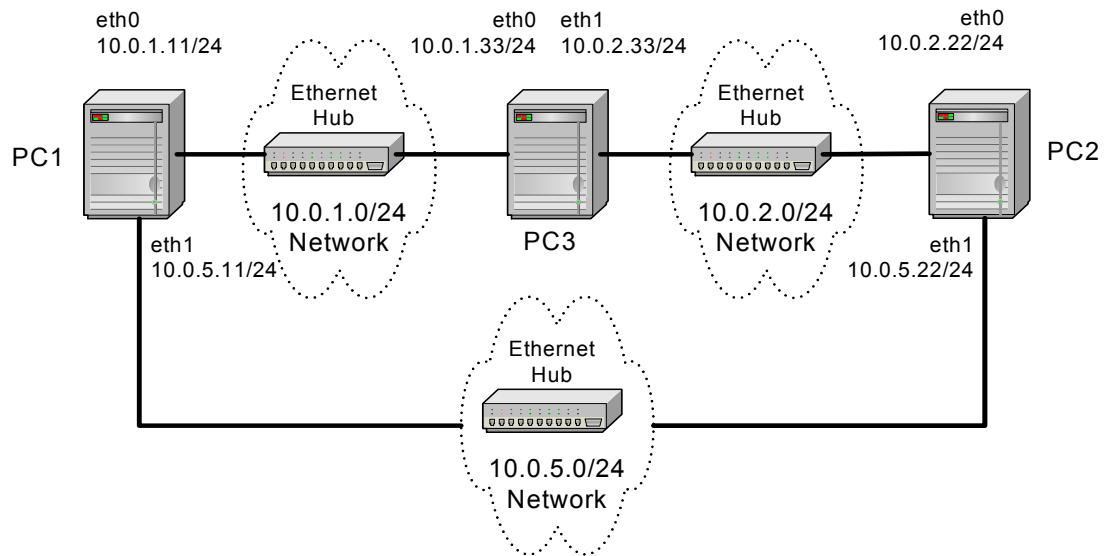 eth0
10.0.1.11/24
eth0
10.0.1.33/24
eth1
10.0.2.33/24
eth0
10.0.2.22/24
Ethernet
Hub
Ethernet
Hub
PC1
PC2
10.0.1.0/24
Network
PC3
10.0.2.0/24
Network
eth1
10.0.5.11/24
eth1
10.0.5.22/24
Ethernet
Hub
10.0.5.0/24
Network